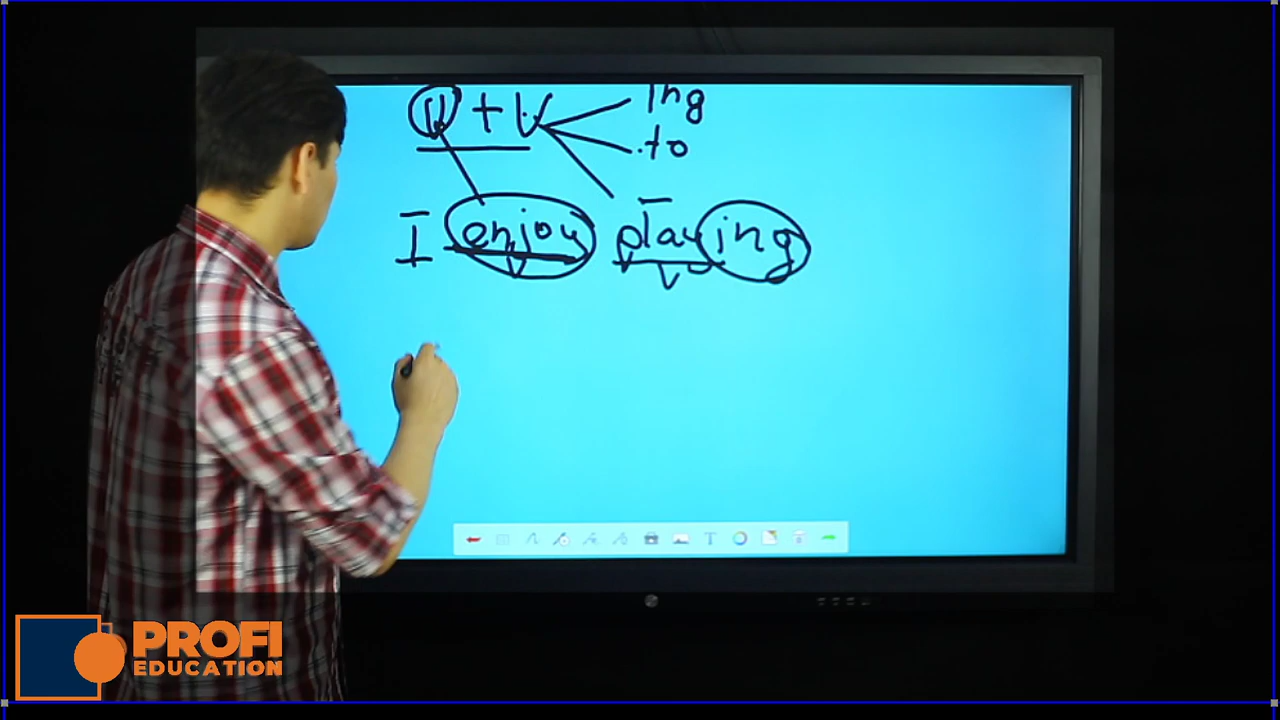 V + V ing
to
I enjoy playing
V V
PROFI
EDUCATION